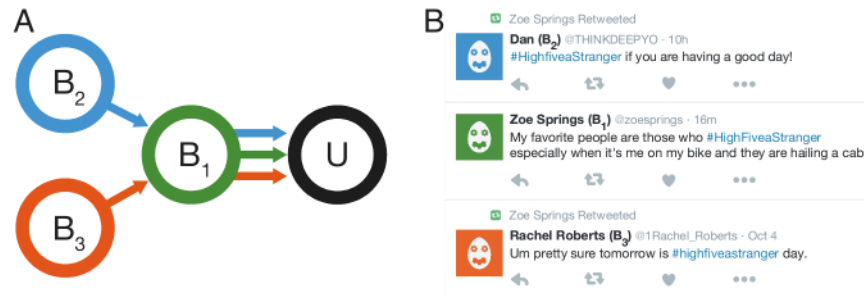 A
B₂
B₁
U
B₃
B
Zoe Springs Retweeted
Dan (B₂) @THINKDEEPYO · 10h
#HighfiveaStranger if you are having a good day!
Zoe Springs (B₁) @zoesprings · 16m
My favorite people are those who #HighFiveaStranger
especially when it's me on my bike and they are hailing a cab
Zoe Springs Retweeted
Rachel Roberts (B₃) @1Rachel_Roberts · Oct 4
Um pretty sure tomorrow is #highfiveastranger day.